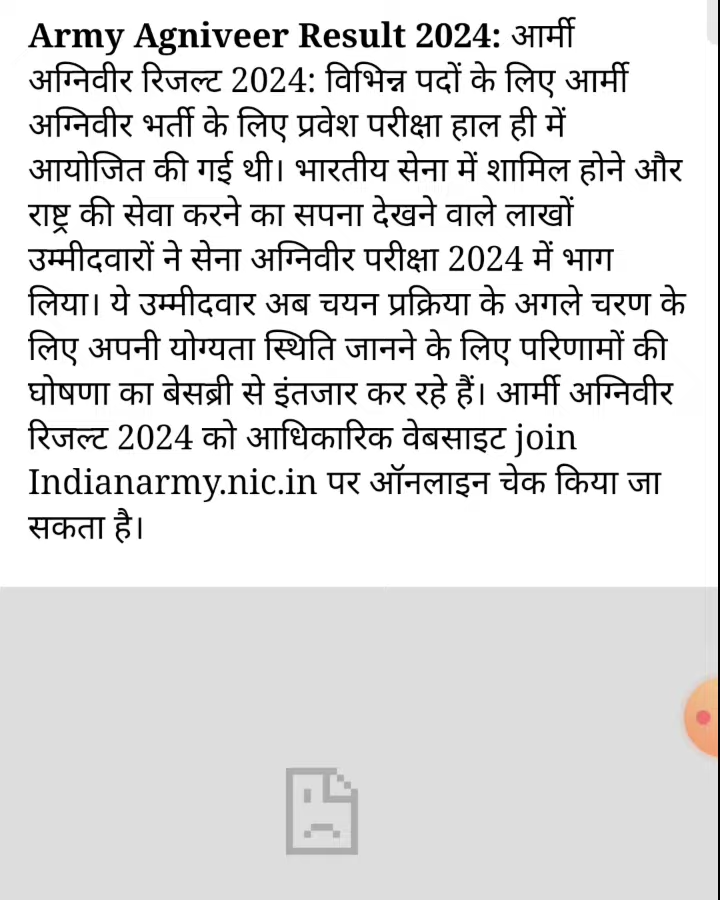 Army Agniveer Result 2024: आर्मी
अग्निवीर रिजल्ट 2024: विभिन्न पदों के लिए आर्मी
अग्निवीर भर्ती के लिए प्रवेश परीक्षा हाल ही में
आयोजित की गई थी। भारतीय सेना में शामिल होने और
राष्ट्र की सेवा करने का सपना देखने वाले लाखों
उम्मीदवारों ने सेना अग्निवीर परीक्षा 2024 में भाग
लिया। ये उम्मीदवार अब चयन प्रक्रिया के अगले चरण के
लिए अपनी योग्यता स्थिति जानने के लिए परिणामों की
घोषणा का बेसब्री से इंतजार कर रहे हैं। आर्मी अग्निवीर
रिजल्ट 2024 को आधिकारिक वेबसाइट join
Indianarmy.nic.in पर ऑनलाइन चेक किया जा
सकता है।